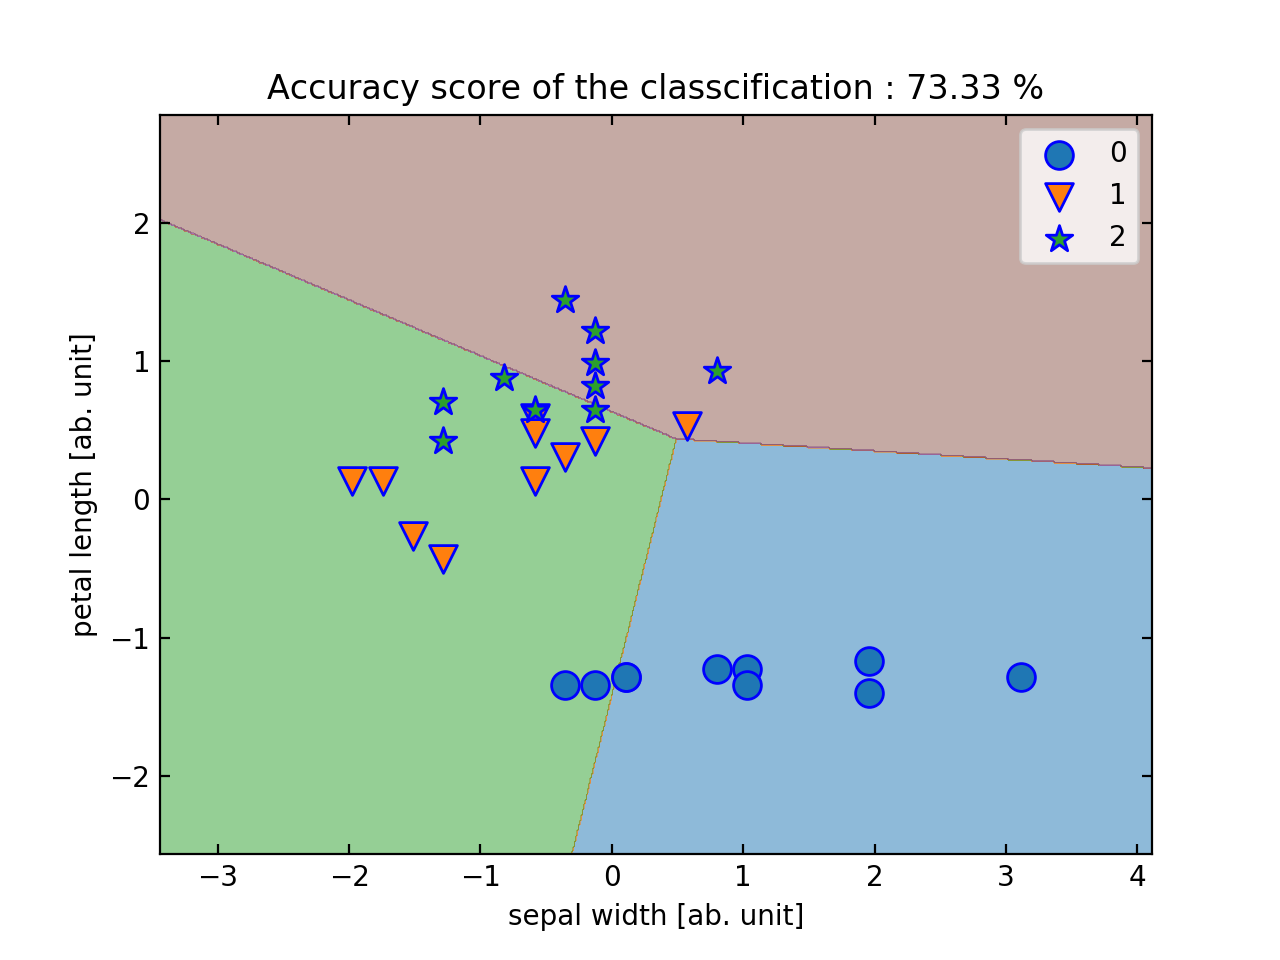 Accuracy score of the classcification : 73.33 %
0
1
2
2
1
0
−1
−2
petal length [ab. unit]
−3 −2 −1 0 1 2 3 4
sepal width [ab. unit]